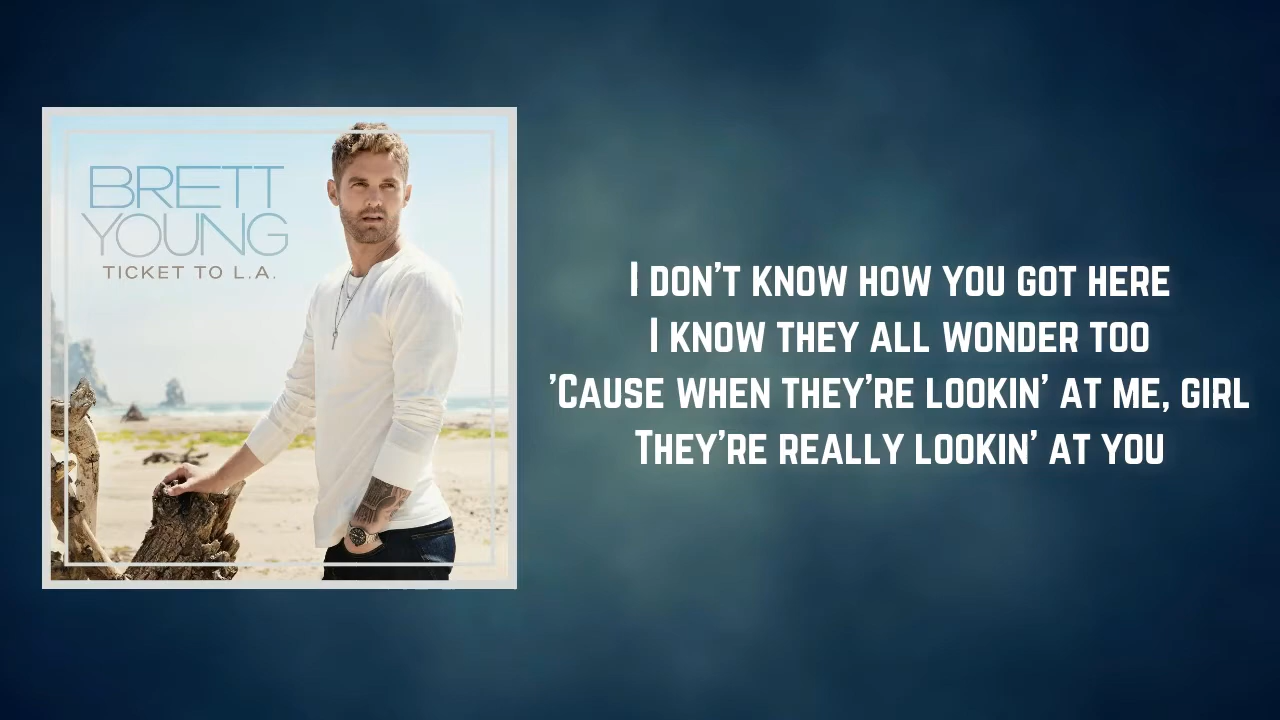 BRETT
YOUNG
TICKET TO L.A.
I DON'T KNOW HOW YOU GOT HERE
I KNOW THEY ALL WONDER TOO
'CAUSE WHEN THEY'RE LOOKIN' AT ME, GIRL
THEY'RE REALLY LOOKIN' AT YOU